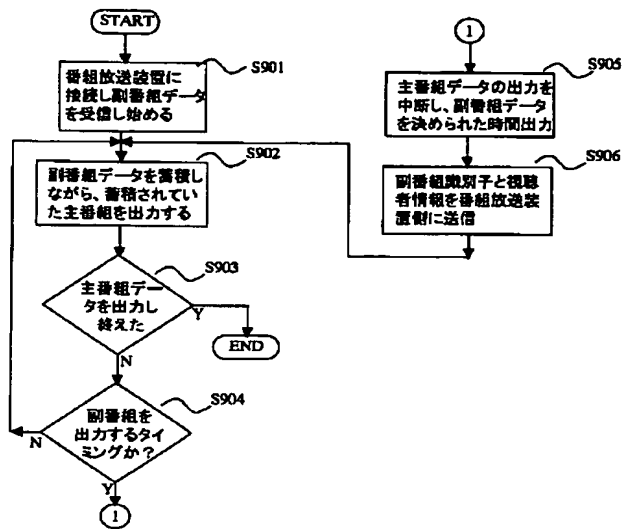 START
S901
番組放送装置に
接続し副番組データ
を受信し始める
S902
副番組データを蓄積し
ながら、蓄積されてい
た主番組を出力する
S903
主番組デー
タを出力し
終えた
Y
END
N
S904
副番組を
出力するタイ
ミングか？
N
Y
1
1
S905
主番組データの出力を
中断し、副番組データ
を決められた時間出力
S906
副番組識別子と視聴
者情報を番組放送装
置側に送信